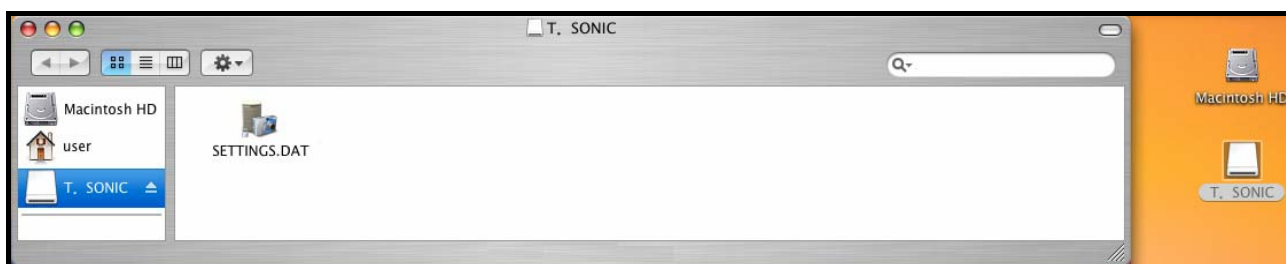 T. SONIC
Macintosh HD
user
T. SONIC
SETTINGS.DAT
Macintosh HD
T. SONIC